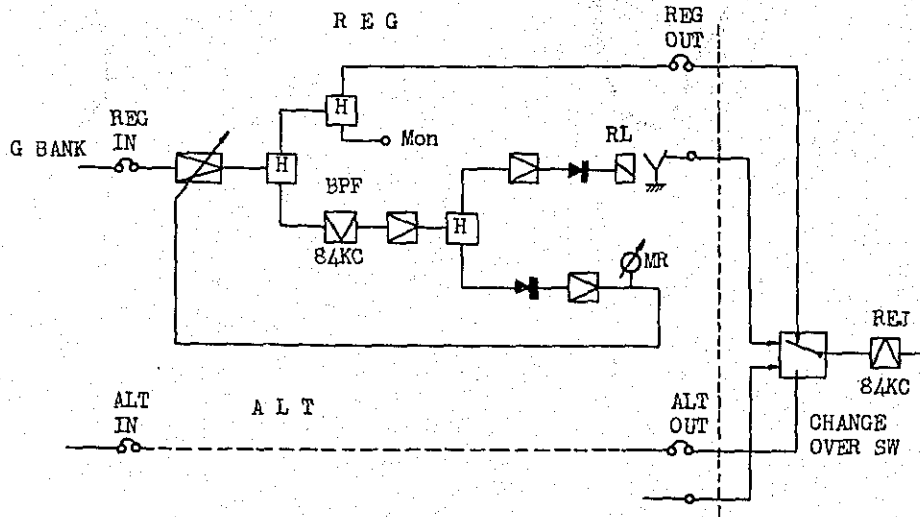 R E G
REG
OUT
REG
IN
G BANK
H
Mon
RL
H
BPF
84KC
H
MR
REJ
84KC
A L T
ALT
IN
ALT
OUT
CHANGE
OVER SW